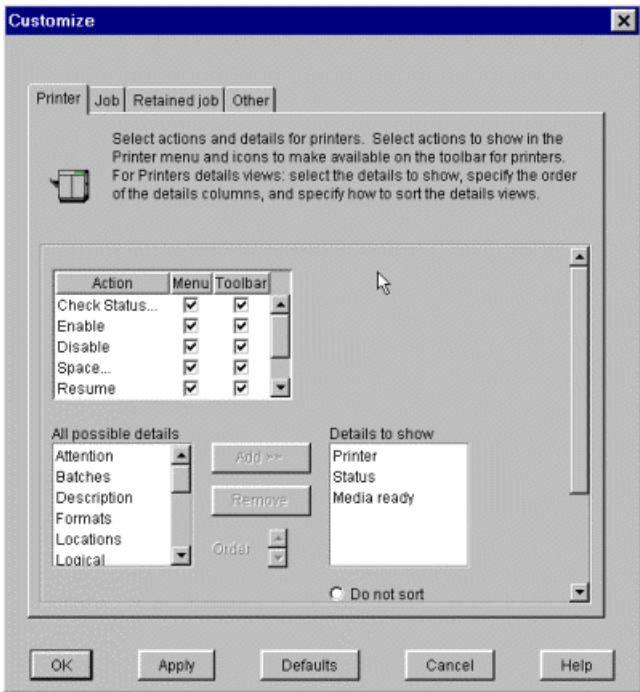 Customize
Printer Job Retained job Other
Select actions and details for printers. Select actions to show in the
Printer menu and icons to make available on the toolbar for printers.
For Printers details views: select the details to show, specify the order
of the details columns, and specify how to sort the details views.
Action Menu Toolbar
Check Status...
Enable
Disable
Space...
Resume
All possible details
Attention
Batches
Description
Formats
Locations
Logical
Add >>
Remove
Order
Details to show
Printer
Status
Media ready
Do not sort
OK Apply Defaults Cancel Help